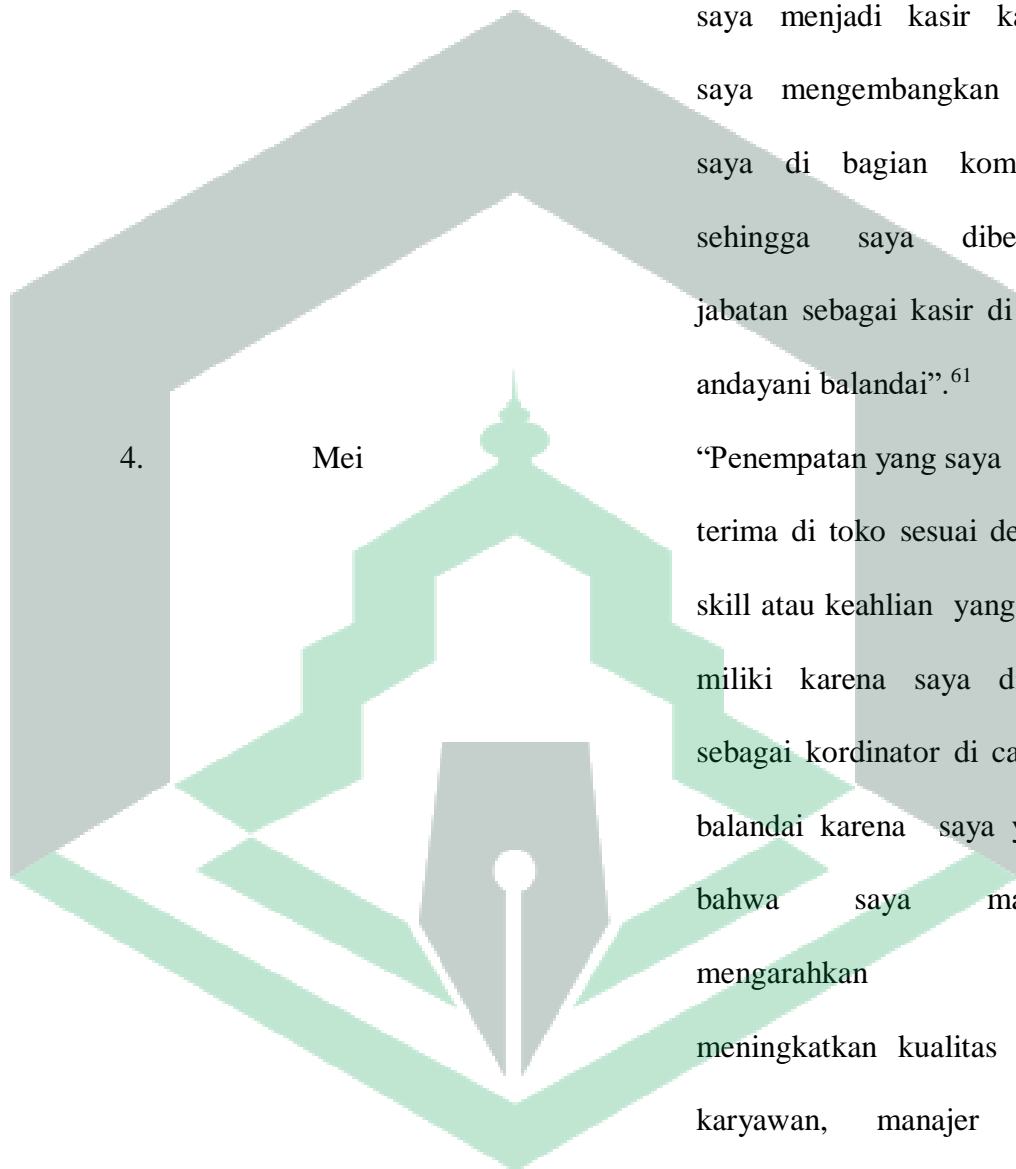 saya menjadi kasir ka
saya mengembangkan
saya di bagian kom
sehingga saya dibe
jabatan sebagai kasir di
andayani balandai”.61
4. Mei “Penempatan yang saya
terima di toko sesuai de
skill atau keahlian yang
miliki karena saya di
sebagai kordinator di ca
balandai karena saya y
bahwa saya ma
mengarahkan
meningkatkan kualitas
karyawan, manajer